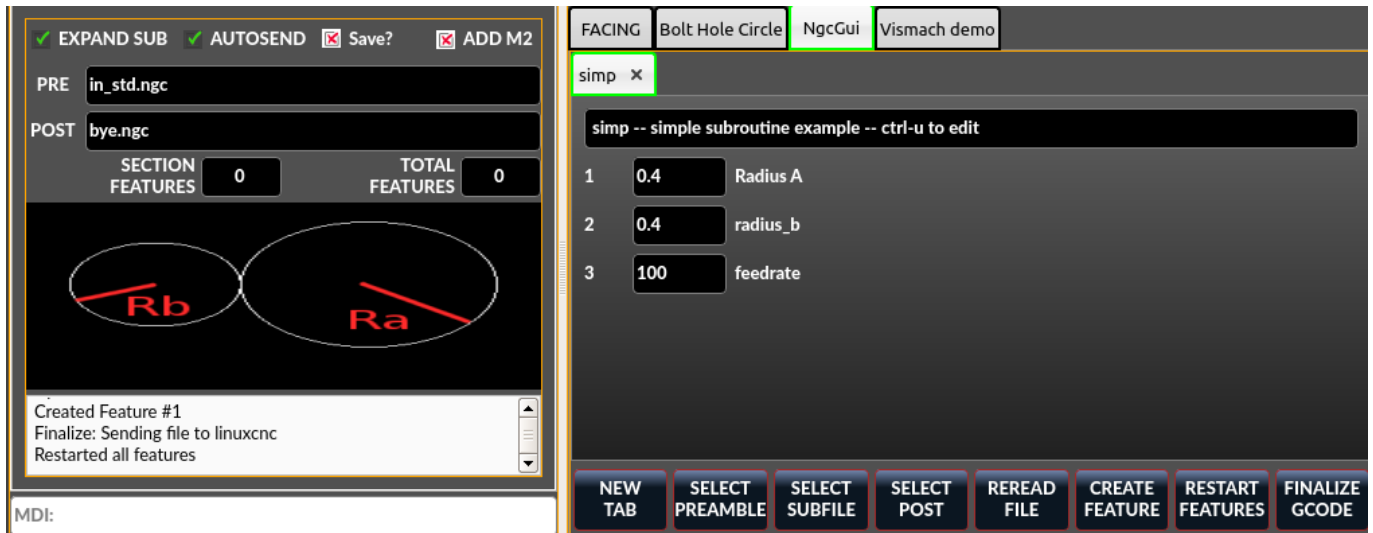 EXPAND SUB AUTOSEND Save? ADD M2
PRE in_std.ngc
POST bye.ngc
SECTION
FEATURES
0
TOTAL
FEATURES
0
Rb
Ra
Created Feature #1
Finalize: Sending file to linuxcnc
Restarted all features
MDI:
FACING Bolt Hole Circle NgcGui Vismach demo
simp ×
simp -- simple subroutine example -- ctrl-u to edit
1 0.4 Radius A
2 0.4 radius_b
3 100 feedrate
NEW
TAB
SELECT
PREAMBLE
SELECT
SUBFILE
SELECT
POST
REREAD
FILE
CREATE
FEATURE
RESTART
FEATURES
FINALIZE
GCODE